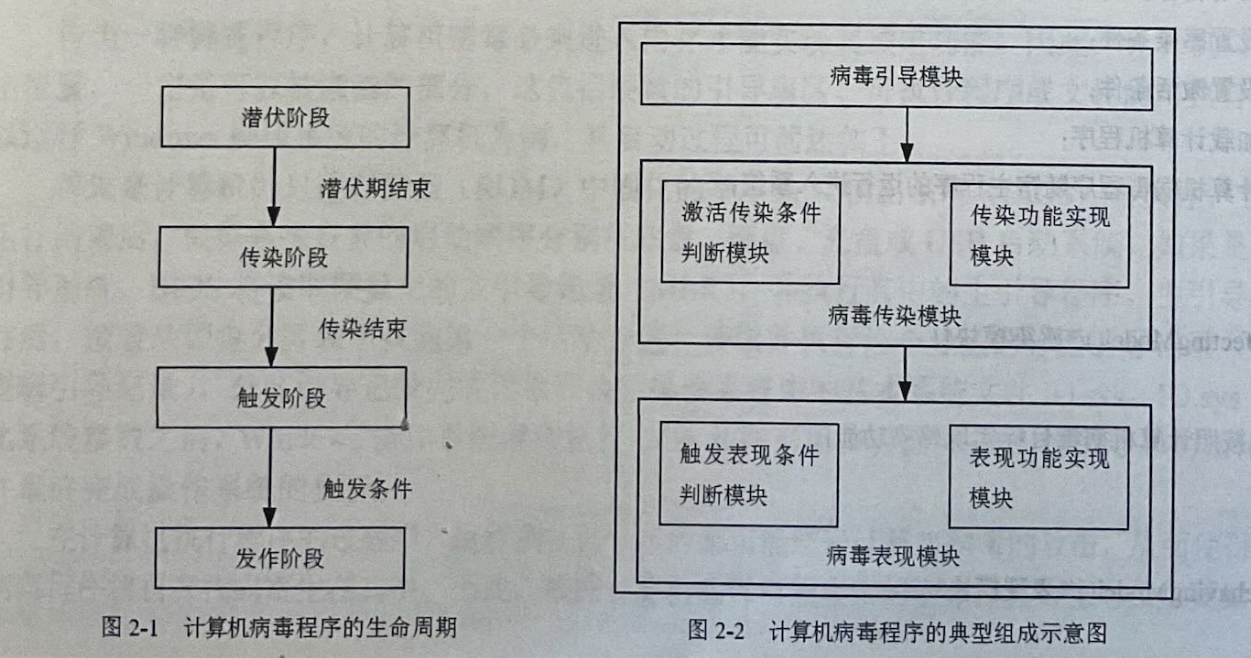 潜伏阶段
潜伏期结束
传染阶段
传染结束
触发阶段
触发条件
发作阶段
图 2-1 计算机病毒程序的生命周期
病毒引导模块
激活传染条件
判断模块
传染功能实现
模块
病毒传染模块
触发表现条件
判断模块
表现功能实现
模块
病毒表现模块
图 2-2 计算机病毒程序的典型组成示意图